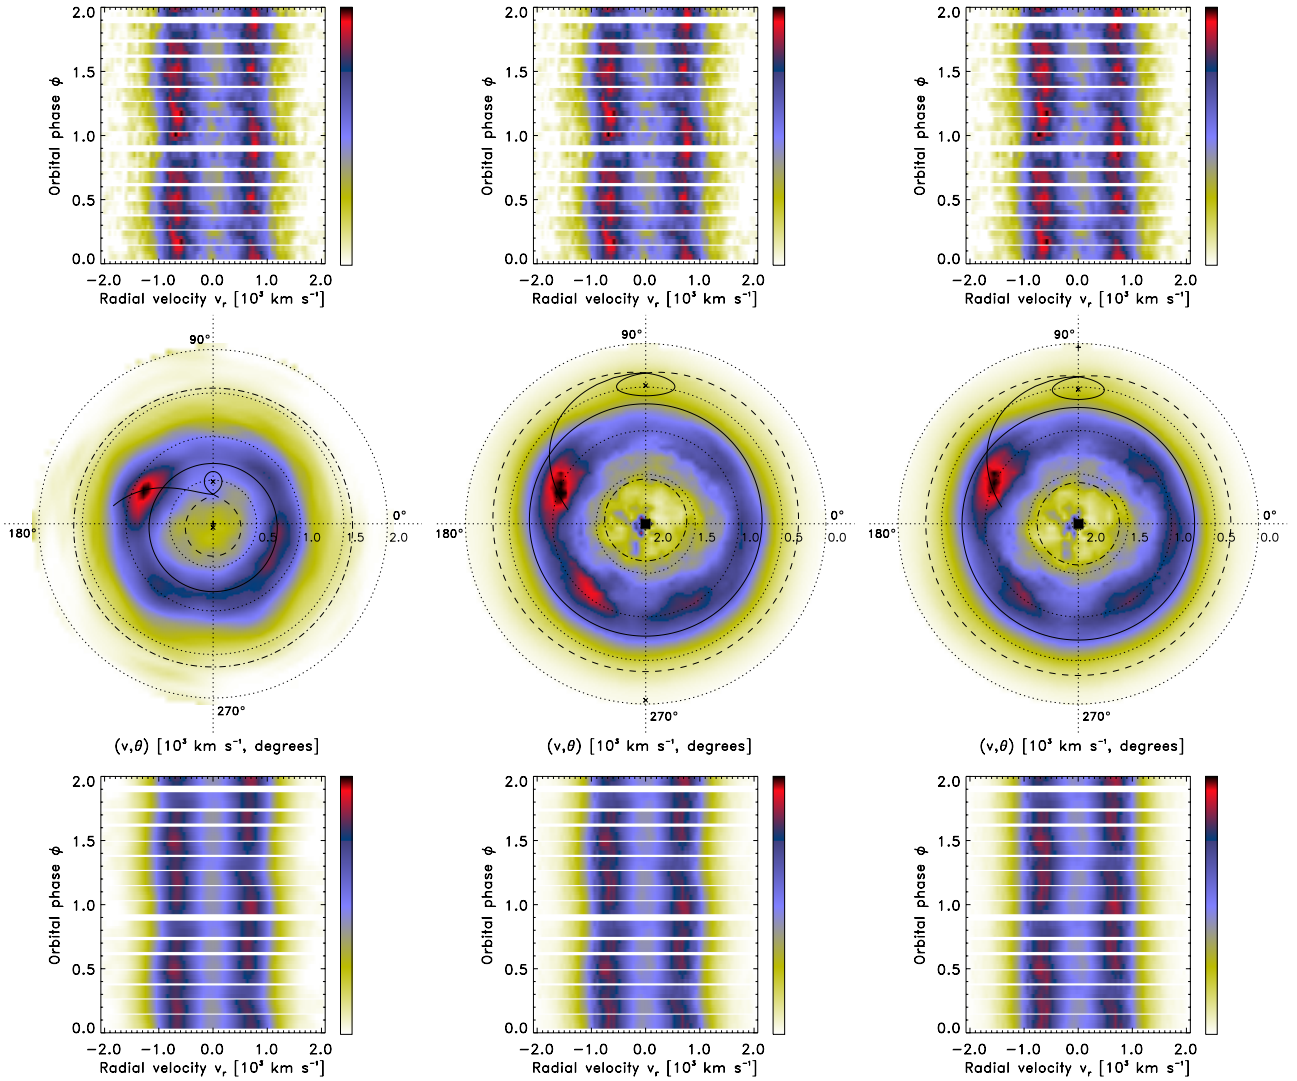 2.0 2.0 2.0
1.5 1.5 1.5
1.0 1.0 1.0
0.5 0.5 0.5
0.0 0.0 0.0
Orbital phase ϕ Orbital phase ϕ Orbital phase ϕ
−2.0 −1.0 0.0 1.0 2.0 −2.0 −1.0 0.0 1.0 2.0 −2.0 −1.0 0.0 1.0 2.0
Radial velocity vᵣ [10³ km s⁻¹] Radial velocity vᵣ [10³ km s⁻¹] Radial velocity vᵣ [10³ km s⁻¹]
90° 90° 90°
0° 0° 0°
180° 0.5 1.0 1.5 2.0 180° 2.0 1.5 1.0 0.5 0.0 180° 2.0 1.5 1.0 0.5 0.0
270° 270° 270°
(v,θ) [10³ km s⁻¹, degrees] (v,θ) [10³ km s⁻¹, degrees] (v,θ) [10³ km s⁻¹, degrees]
2.0 2.0 2.0
1.5 1.5 1.5
1.0 1.0 1.0
0.5 0.5 0.5
0.0 0.0 0.0
Orbital phase ϕ Orbital phase ϕ Orbital phase ϕ
−2.0 −1.0 0.0 1.0 2.0 −2.0 −1.0 0.0 1.0 2.0 −2.0 −1.0 0.0 1.0 2.0
Radial velocity vᵣ [10³ km s⁻¹] Radial velocity vᵣ [10³ km s⁻¹] Radial velocity vᵣ [10³ km s⁻¹]